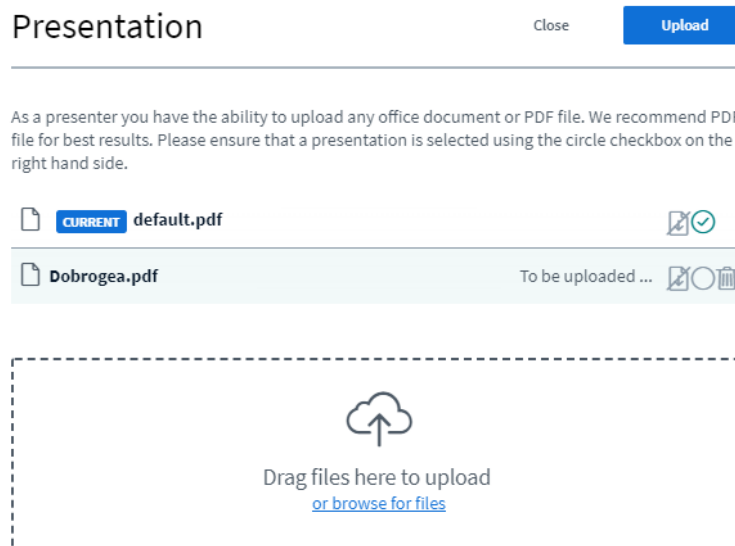 Presentation
Close
Upload
As a presenter you have the ability to upload any office document or PDF file. We recommend PDF
file for best results. Please ensure that a presentation is selected using the circle checkbox on the
right hand side.
CURRENT default.pdf
Dobrogea.pdf
To be uploaded ...
Drag files here to upload
or browse for files